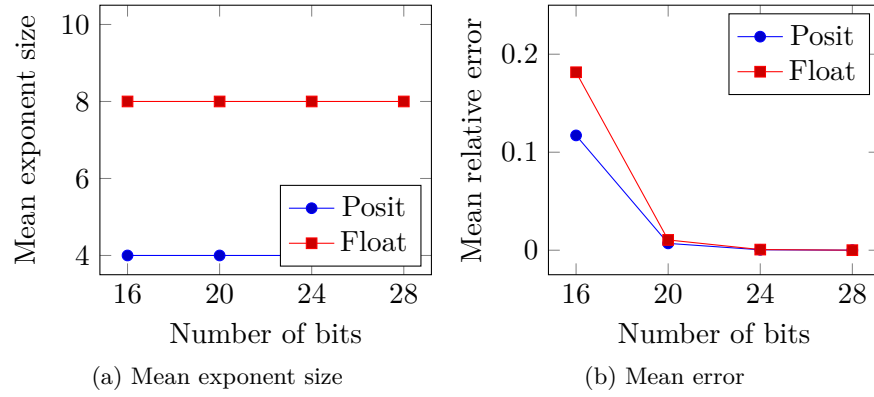 Mean exponent size
10
8
6
4
16
20
24
28
Number of bits
Posit
Float
(a) Mean exponent size
Mean relative error
0.2
0.1
0
16
20
24
28
Number of bits
Posit
Float
(b) Mean error